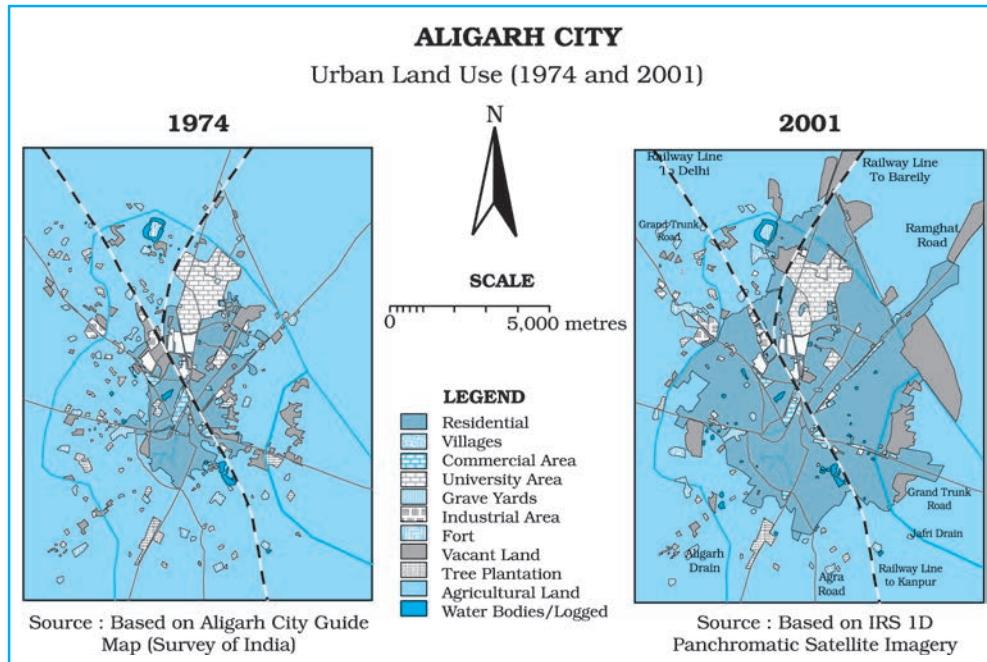 ALIGARH CITY
Urban Land Use (1974 and 2001)
1974
N
2001
SCALE
0
5,000 metres
LEGEND
Residential
Villages
Commercial Area
University Area
Grave Yards
Industrial Area
Fort
Vacant Land
Tree Plantation
Agricultural Land
Water Bodies/Logged
Railway Line
To Delhi
Railway Line
To Bareily
Grand Trunk
Road
Ramghat
Road
Grand Trunk
Road
Jafri Drain
Aligarh
Drain
Agra
Road
Railway Line
to Kanpur
Source : Based on Aligarh City Guide
Map (Survey of India)
Source : Based on IRS 1D
Panchromatic Satellite Imagery